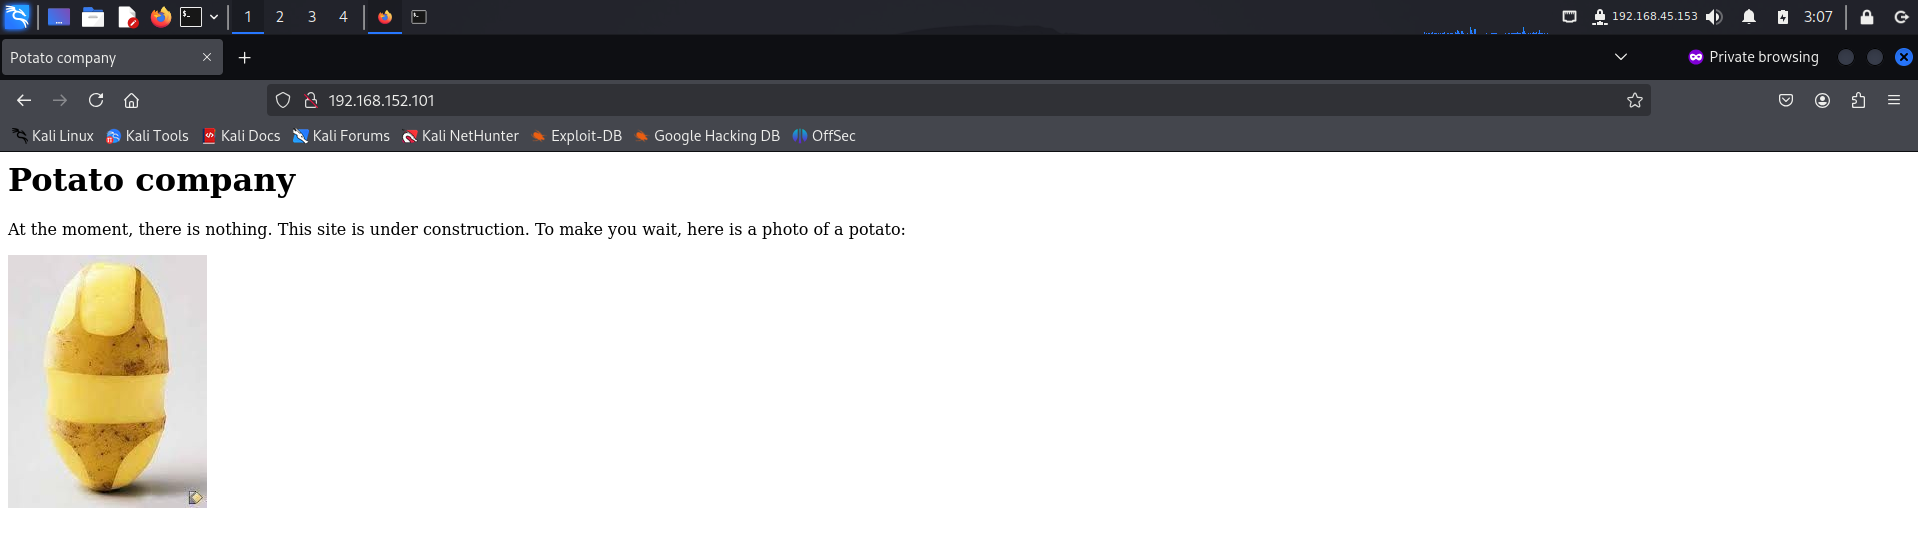 1 2 3 4 192.168.45.153 3:07
Potato company Private browsing
192.168.152.101
Kali Linux Kali Tools Kali Docs Kali Forums Kali NetHunter Exploit-DB Google Hacking DB OffSec
Potato company
At the moment, there is nothing. This site is under construction. To make you wait, here is a photo of a potato: